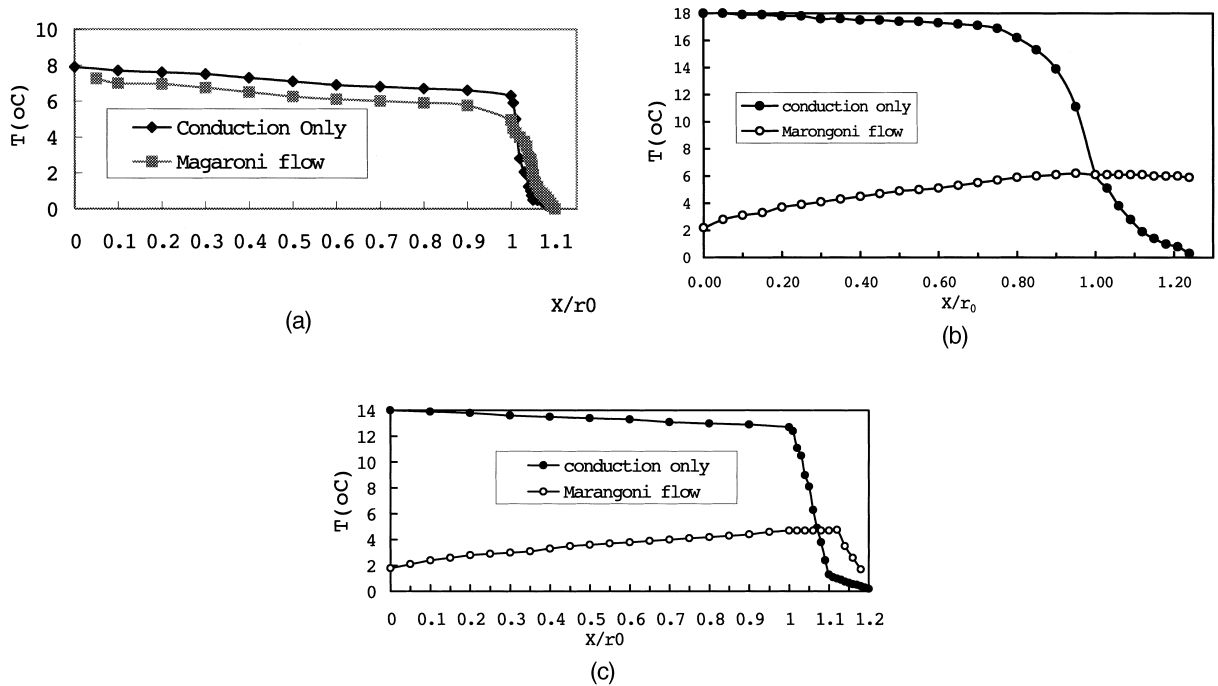 10
8
6
4
2
0
T(oC)
Conduction Only
Magaroni flow
0 0.1 0.2 0.3 0.4 0.5 0.6 0.7 0.8 0.9 1 1.1
X/r0
(a)
18
16
14
12
10
8
6
4
2
0
T(oC)
conduction only
Marongoni flow
0.00 0.20 0.40 0.60 0.80 1.00 1.20
X/r0
(b)
14
12
10
8
6
4
2
0
T(oC)
conduction only
Marangoni flow
0 0.1 0.2 0.3 0.4 0.5 0.6 0.7 0.8 0.9 1 1.1 1.2
X/r0
(c)